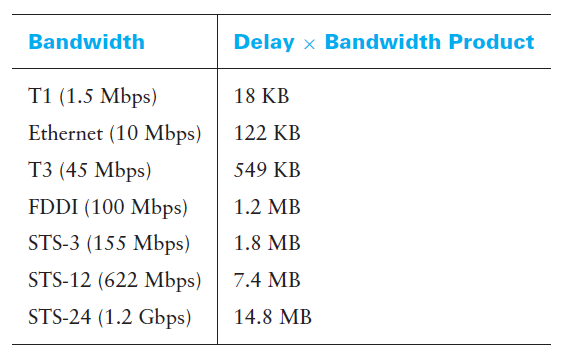 Bandwidth Delay × Bandwidth Product
T1 (1.5 Mbps) 18 KB
Ethernet (10 Mbps) 122 KB
T3 (45 Mbps) 549 KB
FDDI (100 Mbps) 1.2 MB
STS-3 (155 Mbps) 1.8 MB
STS-12 (622 Mbps) 7.4 MB
STS-24 (1.2 Gbps) 14.8 MB